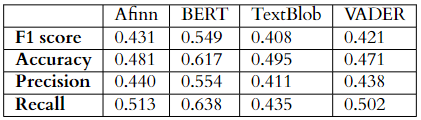 Afinn BERT TextBlob VADER
F1 score 0.431 0.549 0.408 0.421
Accuracy 0.481 0.617 0.495 0.471
Precision 0.440 0.554 0.411 0.438
Recall 0.513 0.638 0.435 0.502